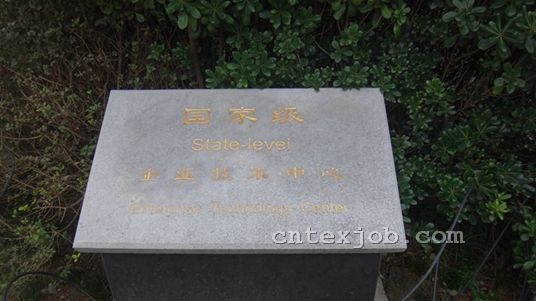 国家级
State-level
企业技术中心
Enterprise Technology Center
cntexjob.com